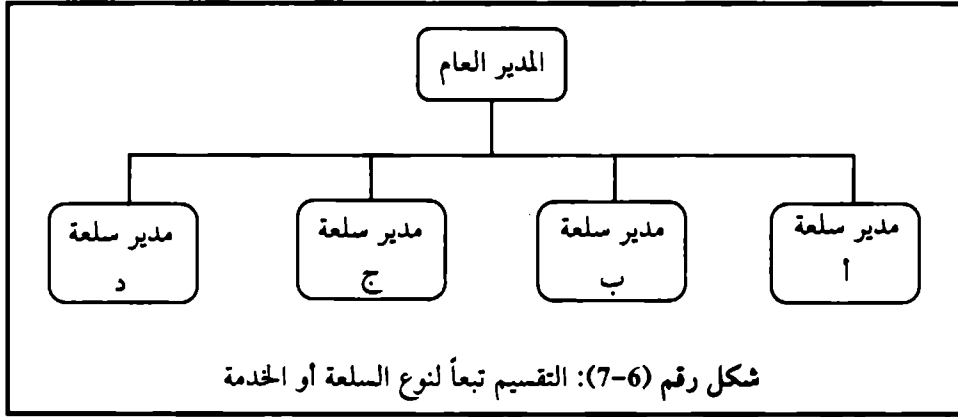 المدير العام
مدير سلعة
أ
مدير سلعة
ب
مدير سلعة
ج
مدير سلعة
د
شكل رقم (6-7): التقسيم تبعاً لنوع السلعة أو الخدمة